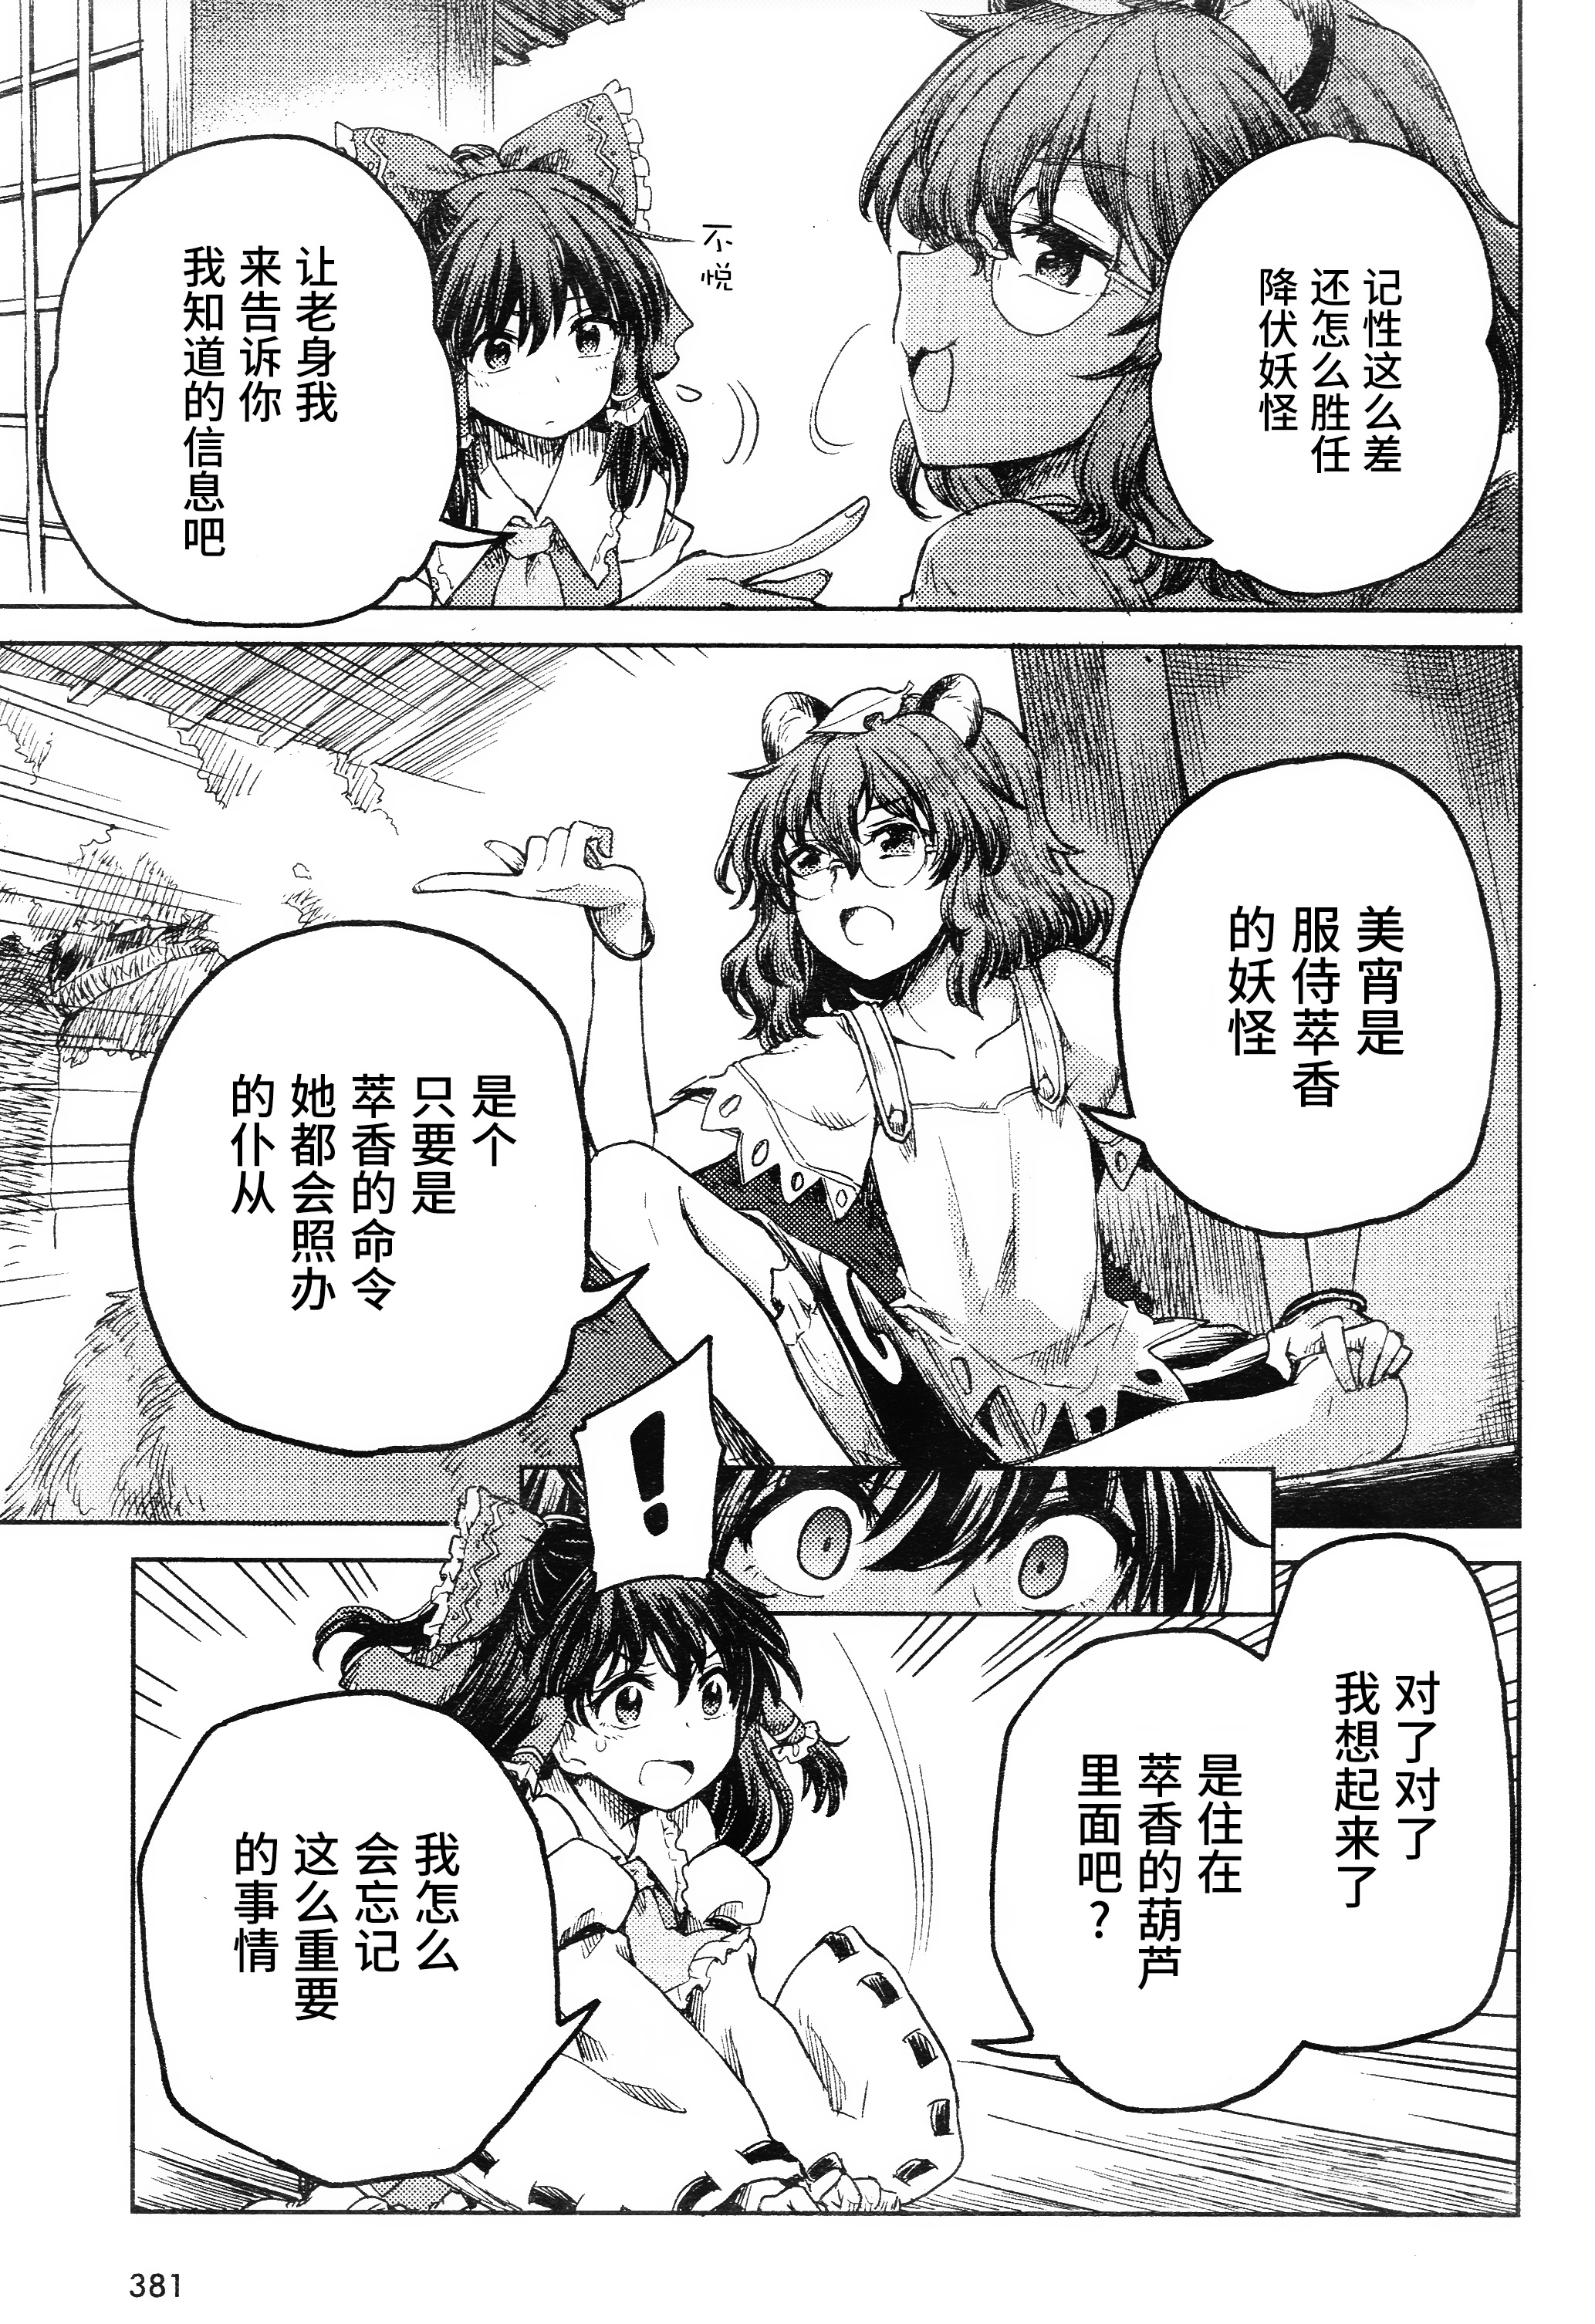 记性这么差
还怎么胜任
降伏妖怪
不悦
让老身我
来告诉你
我知道的信息吧
美宵是
服侍萃香
的妖怪
是个
只要是
萃香的命令
她都会照办
的仆从
!
对了对了
我想起来了
是住在
萃香的葫芦
里面吧?
我怎么
会忘记
这么重要
的事情
381